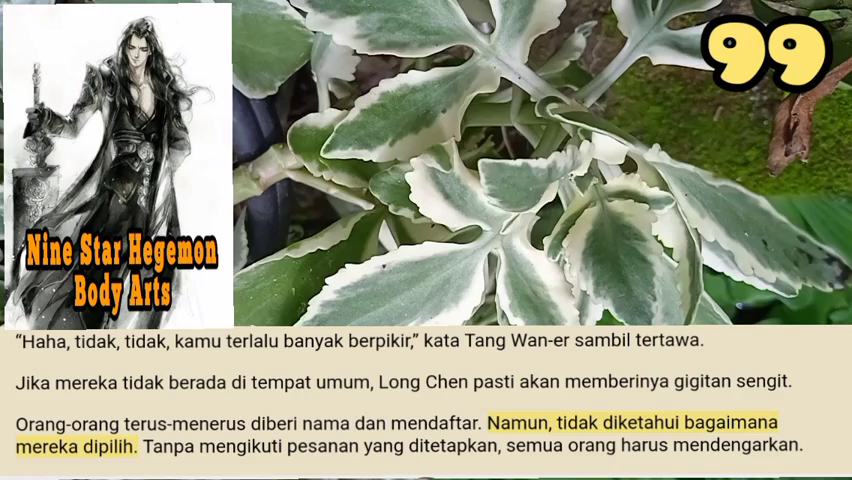 99
Nine Star Hegemon
Body Arts
“Haha, tidak, tidak, kamu terlalu banyak berpikir,” kata Tang Wan-er sambil tertawa.
Jika mereka tidak berada di tempat umum, Long Chen pasti akan memberinya gigitan sengit.
Orang-orang terus-menerus diberi nama dan mendaftar. Namun, tidak diketahui bagaimana
mereka dipilih. Tanpa mengikuti pesanan yang ditetapkan, semua orang harus mendengarkan.